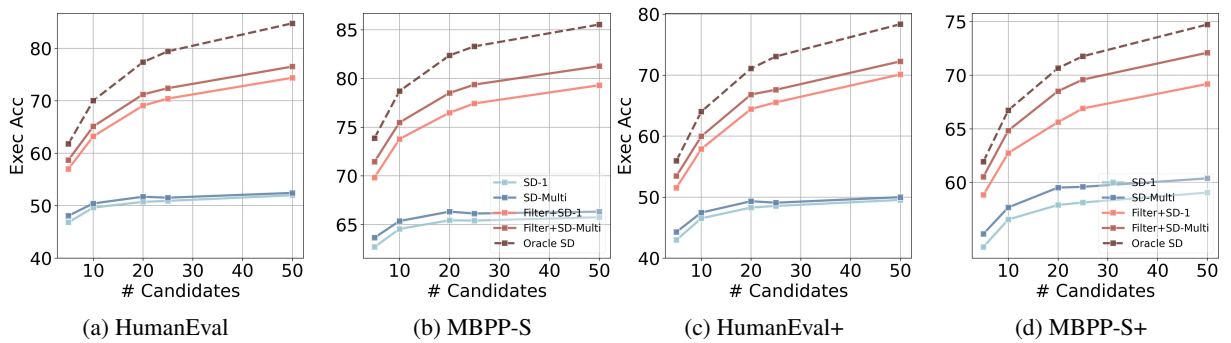 Exec Acc
80
70
60
50
40
10 20 30 40 50
# Candidates
(a) HumanEval
85
80
75
70
65
SD-1
SD-Multi
Filter+SD-1
Filter+SD-Multi
Oracle SD
10 20 30 40 50
# Candidates
(b) MBPP-S
Exec Acc
80
70
60
50
40
10 20 30 40 50
# Candidates
(c) HumanEval+
75
70
65
60
SD-1
SD-Multi
Filter+SD-1
Filter+SD-Multi
Oracle SD
10 20 30 40 50
# Candidates
(d) MBPP-S+